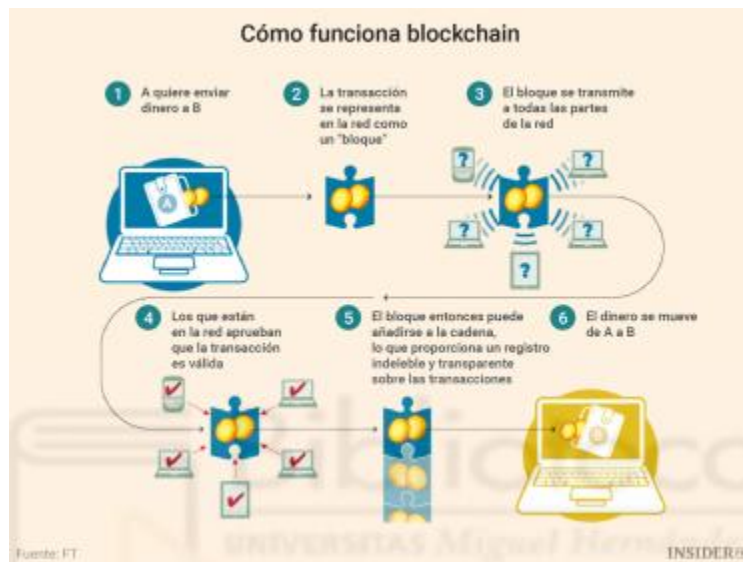 Cómo funciona blockchain
1
A quiere enviar
dinero a B
2
La transacción
se representa
en la red como
un "bloque"
3
El bloque se transmite
a todas las partes
de la red
A
?
?
?
?
?
4
Los que están
en la red aprueban
que la transacción
es válida
5
El bloque entonces puede
añadirse a la cadena,
lo que proporciona un registro
indeleble y transparente
sobre las transacciones
6
El dinero se mueve
de A a B
UNIVERSITAS Miguel Hernández
Fuente: FT
INSIDER